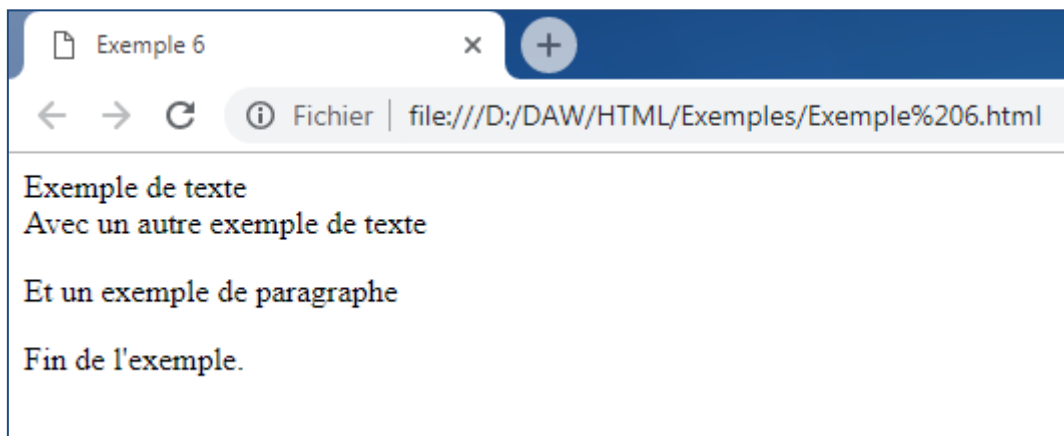 Exemple 6
Fichier file:///D:/DAW/HTML/Exemples/Exemple%206.html
Exemple de texte
Avec un autre exemple de texte
Et un exemple de paragraphe
Fin de l'exemple.